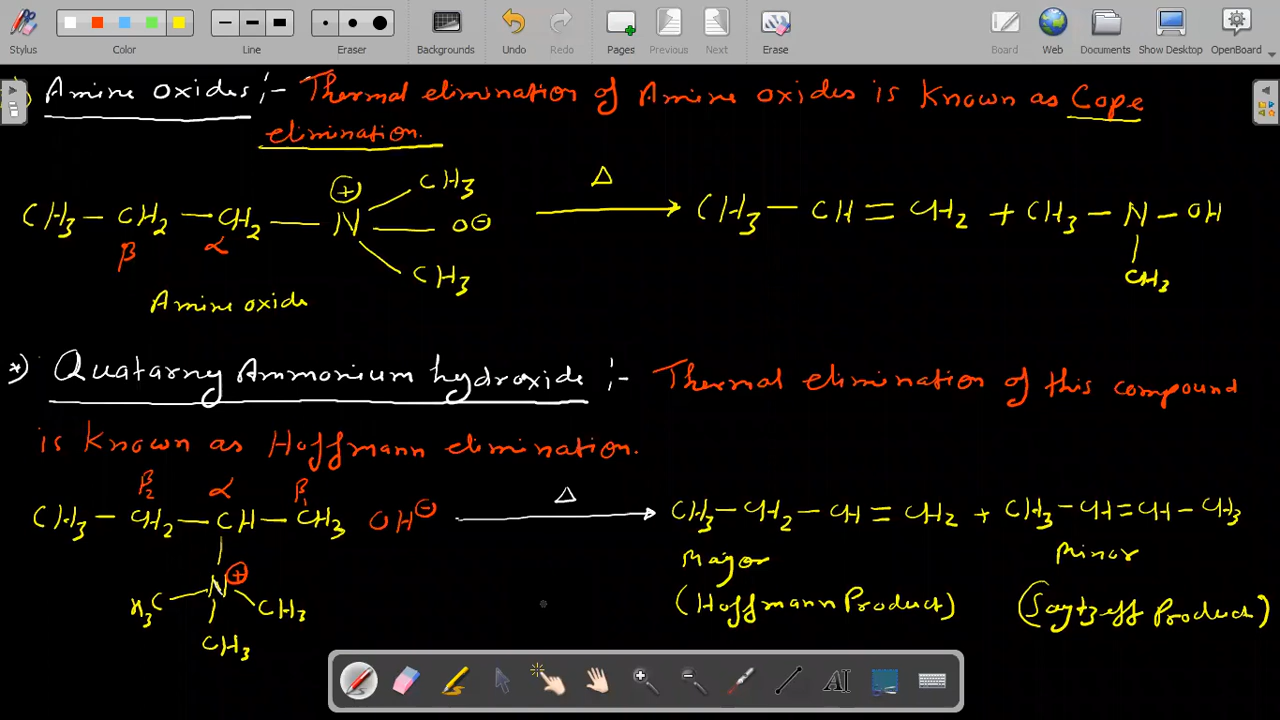 Stylus Color Line Eraser Backgrounds Undo Redo Pages Previous Next Erase Board Web Documents Show Desktop OpenBoard
Amine oxides :- Thermal elimination of Amine oxides is known as Cope
elimination.
CH3 — CH2 — CH2 — N ⊕ CH3 O⊖ CH3 Δ CH3 — CH = CH2 + CH3 — N — OH
CH3
β α
Amine oxide
*) Quatarny Ammonium hydroxide :- Thermal elimination of this compound
is known as Hoffmann elimination.
β2 α β1 Δ
CH3 — CH2 — CH — CH3 OH⊖ CH3 — CH2 — CH = CH2 + CH3 — CH = CH — CH3
Major Minor
N ⊕
H3C CH3 (Hoffmann Product) (Saytzeff Product)
CH3